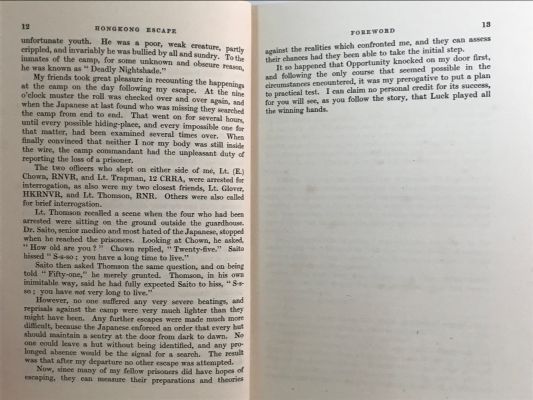 12 HONGKONG ESCAPE
unfortunate youth. He was a poor, weak creature, partly
crippled, and invariably he was bullied by all and sundry. To the
inmates of the camp, for some unknown and obscure reason,
he was known as “Deadly Nightshade.”
My friends took great pleasure in recounting the happenings
at the camp on the day following my escape. At the nine
o'clock muster the roll was checked over and over again, and
when the Japanese at last found who was missing they searched
the camp from end to end. That went on for several hours,
until every possible hiding-place, and every impossible one for
that matter, had been examined several times over. When
finally convinced that neither I nor my body was still inside
the wire, the camp commandant had the unpleasant duty of
reporting the loss of a prisoner.
The two officers who slept on either side of me, Lt. (E.)
Chown, RNVR, and Lt. Trapman, 12 CRRA, were arrested for
interrogation, as also were my two closest friends, Lt. Glover,
HKRNVR, and Lt. Thomson, RNR. Others were also called
for brief interrogation.
Lt. Thomson recalled a scene when the four who had been
arrested were sitting on the ground outside the guardhouse.
Dr. Saito, senior medico and most hated of the Japanese, stopped
when he reached the prisoners. Looking at Chown, he asked,
“How old are you?” Chown replied, “Twenty-five.” Saito
hissed “S-s-so; you have a long time to live.”
Saito then asked Thomson the same question, and on being
told “Fifty-one,” he merely grunted. Thomson, in his own
inimitable way, said he had fully expected Saito to hiss, “S-s-
so; you have not very long to live.”
However, no one suffered any very severe beatings, and
reprisals against the camp were very much lighter than they
might have been. Any further escapes were made much more
difficult, because the Japanese enforced an order that every hut
should maintain a sentry at the door from dark to dawn. No
one could leave a hut without being identified, and any pro-
longed absence would be the signal for a search. The result
was that after my departure no other escape was attempted.
Now, since many of my fellow prisoners did have hopes of
escaping, they can measure their preparations and theories
FOREWORD 13
against the realities which confronted me, and they can assess
their chances had they been able to take the initial step.
It so happened that Opportunity knocked on my door first,
and following the only course that seemed possible in the
circumstances encountered, it was my prerogative to put a plan
to practical test. I can claim no personal credit for its success,
for you will see, as you follow the story, that Luck played all
the winning hands.